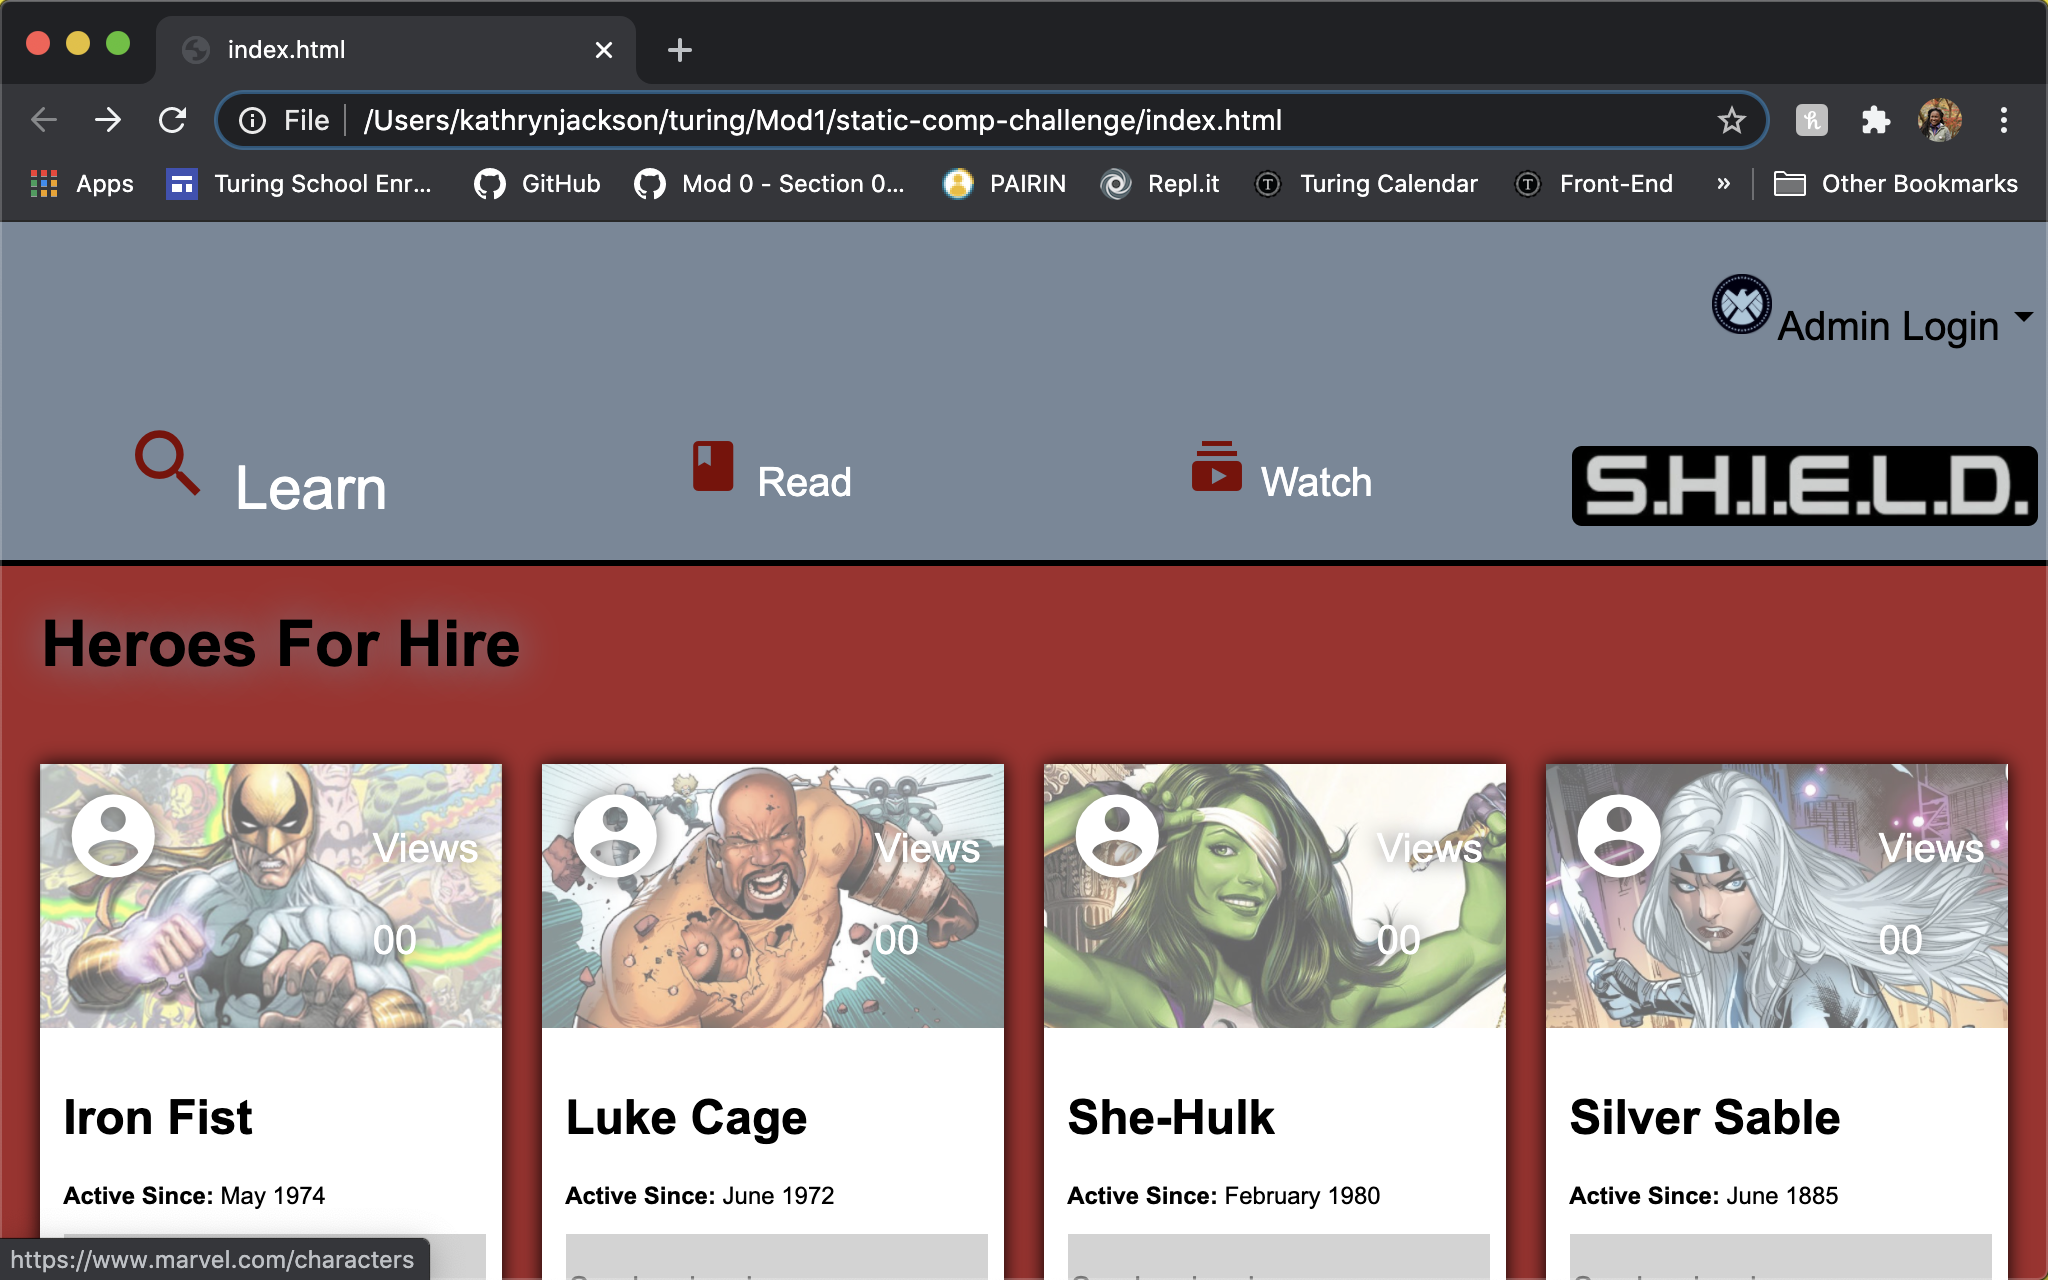 index.html
File /Users/kathrynjackson/turing/Mod1/static-comp-challenge/index.html
Apps Turing School Enr... GitHub Mod 0 - Section 0... PAIRIN Repl.it Turing Calendar Front-End » Other Bookmarks
Admin Login
Learn Read Watch S.H.I.E.L.D.
Heroes For Hire
Views Views Views Views
00 00 00 00
Iron Fist Luke Cage She-Hulk Silver Sable
Active Since: May 1974 Active Since: June 1972 Active Since: February 1980 Active Since: June 1885
https://www.marvel.com/characters